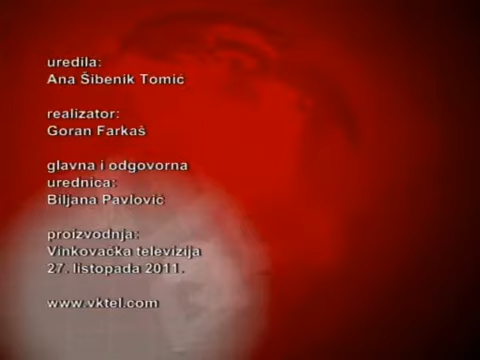 uredila:
Ana Šibenik Tomić
realizator:
Goran Farkaš
glavna i odgovorna
urednica:
Biljana Pavlović
proizvodnja:
Vinkovačka televizija
27. listopada 2011.
www.vktel.com